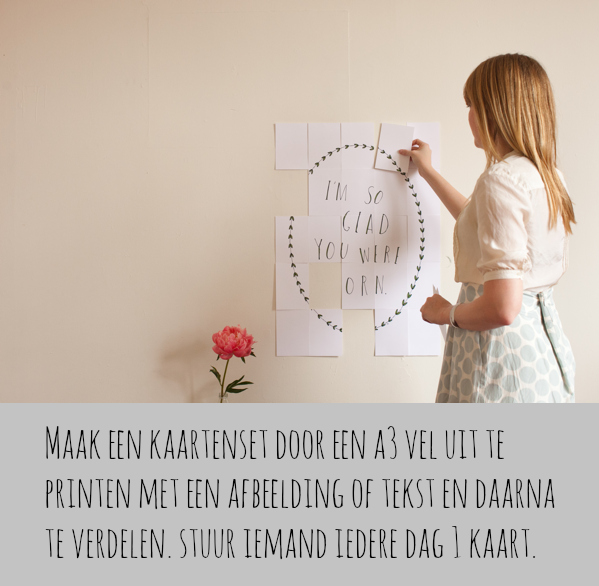 I'M SO
GLAD
YOU WERE
ORN.
MAAK EEN KAARTENSET DOOR EEN A3 VEL UIT TE
PRINTEN MET EEN AFBEELDING OF TEKST EN DAARNA
TE VERDELEN. STUUR IEMAND IEDERE DAG 1 KAART.